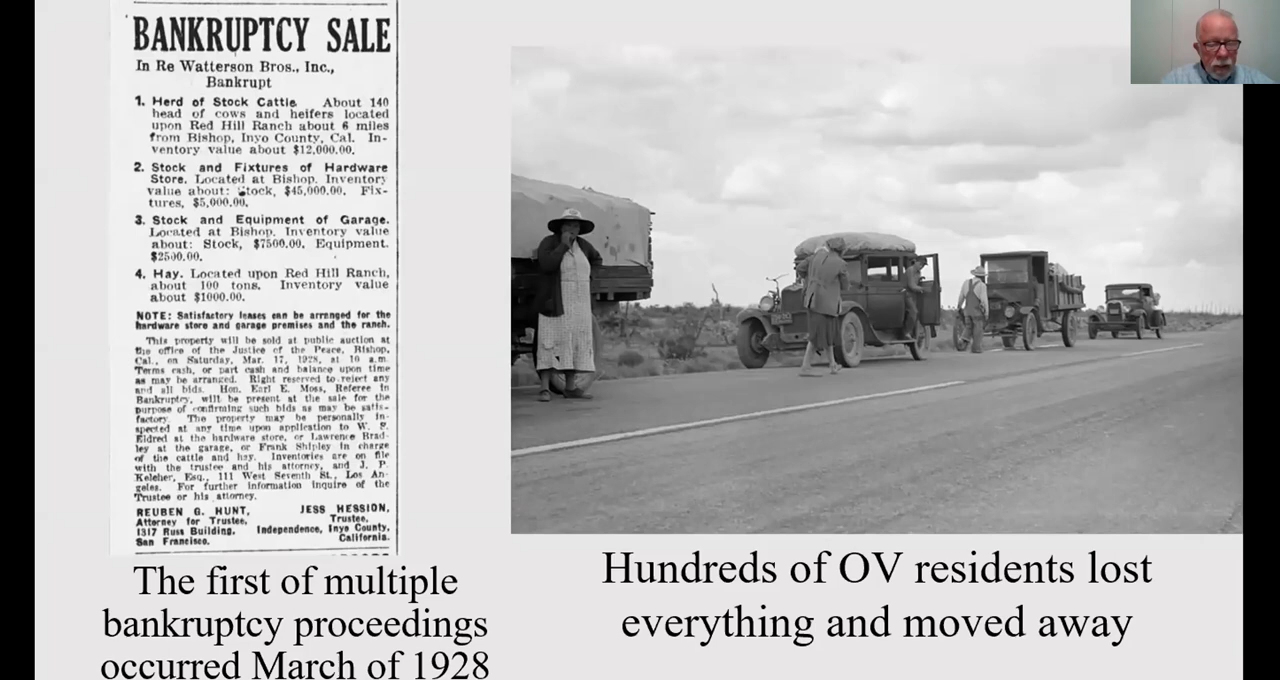 BANKRUPTCY SALE
In Re Watterson Bros., Inc.,
Bankrupt
1. Herd of Stock Cattle. About 140
head of cows and heifers located
upon Red Hill Ranch about 6 miles
from Bishop, Inyo County, Cal. In-
ventory value about $12,000.00.
2. Stock and Fixtures of Hardware
Store. Located at Bishop. Inventory
value about: Stock, $45,000.00. Fix-
tures, $5,000.00.
3. Stock and Equipment of Garage.
Located at Bishop. Inventory value
about: Stock, $7500.00. Equipment.
$2500.00.
4. Hay. Located upon Red Hill Ranch,
about 100 tons. Inventory value
about $1000.00.
NOTE: Satisfactory leases can be arranged for the
hardware store and garage premises and the ranch.
This property will be sold at public auction at
the office of the Justice of the Peace, Bishop,
Cal., on Saturday, Mar. 17, 1928, at 10 a.m.
Terms cash, or part cash and balance upon time
as may be arranged. Right reserved to reject any
and all bids. Hon. Earl E. Moss, Referee in
Bankruptcy, will be present at the sale for the
purpose of confirming such bids as may be satis-
factory. The property may be personally in-
spected at any time upon application to W. F.
Eldred at the hardware store, or Lawrence Brad-
ley at the garage, or Frank Shipley in charge
of the cattle and hay. Inventories are on file
with the trustee and his attorney, and J. P.
Keleher, Esq., 111 West Seventh St., Los An-
geles. For further information inquire of the
Trustee or his attorney.
REUBEN G. HUNT,
Attorney for Trustee,
1317 Russ Building,
San Francisco.
JESS HESSION,
Trustee,
Independence, Inyo County,
California.
The first of multiple
bankruptcy proceedings
occurred March of 1928
Hundreds of OV residents lost
everything and moved away